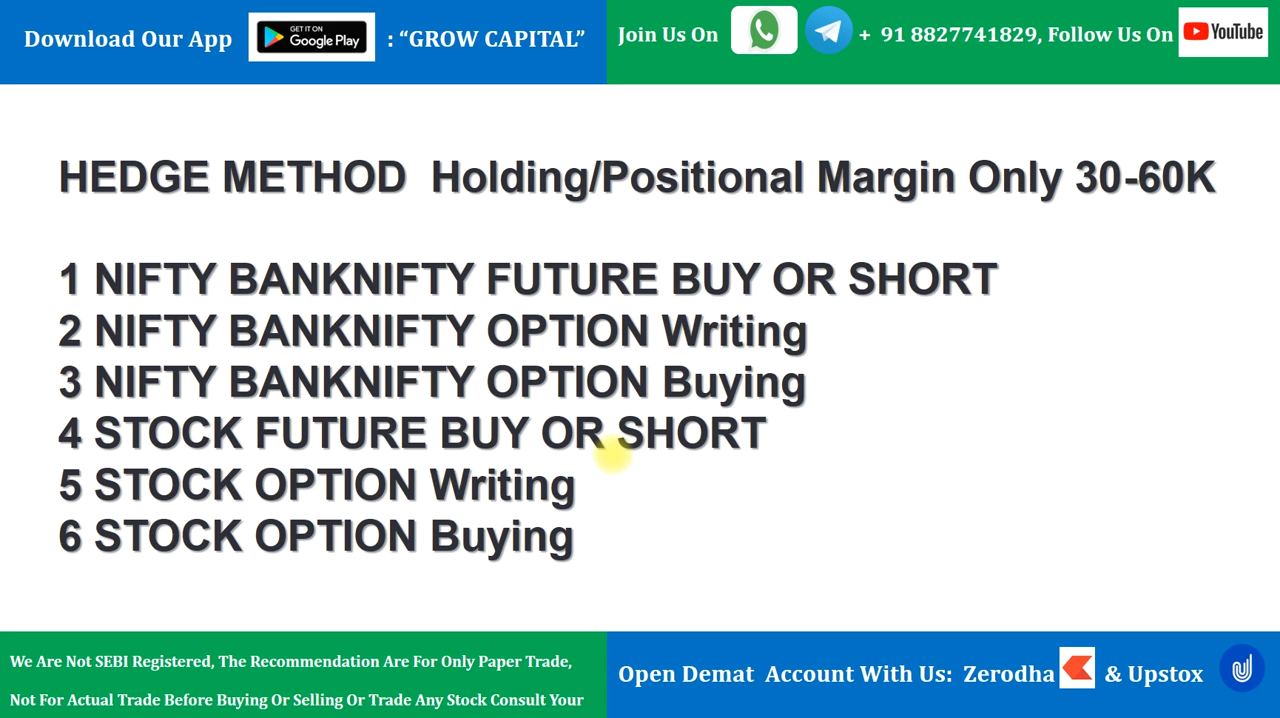 Download Our App GET IT ON Google Play : “GROW CAPITAL”
Join Us On + 91 8827741829, Follow Us On YouTube
HEDGE METHOD Holding/Positional Margin Only 30-60K
1 NIFTY BANKNIFTY FUTURE BUY OR SHORT
2 NIFTY BANKNIFTY OPTION Writing
3 NIFTY BANKNIFTY OPTION Buying
4 STOCK FUTURE BUY OR SHORT
5 STOCK OPTION Writing
6 STOCK OPTION Buying
We Are Not SEBI Registered, The Recommendation Are For Only Paper Trade,
Not For Actual Trade Before Buying Or Selling Or Trade Any Stock Consult Your
Open Demat Account With Us: Zerodha & Upstox